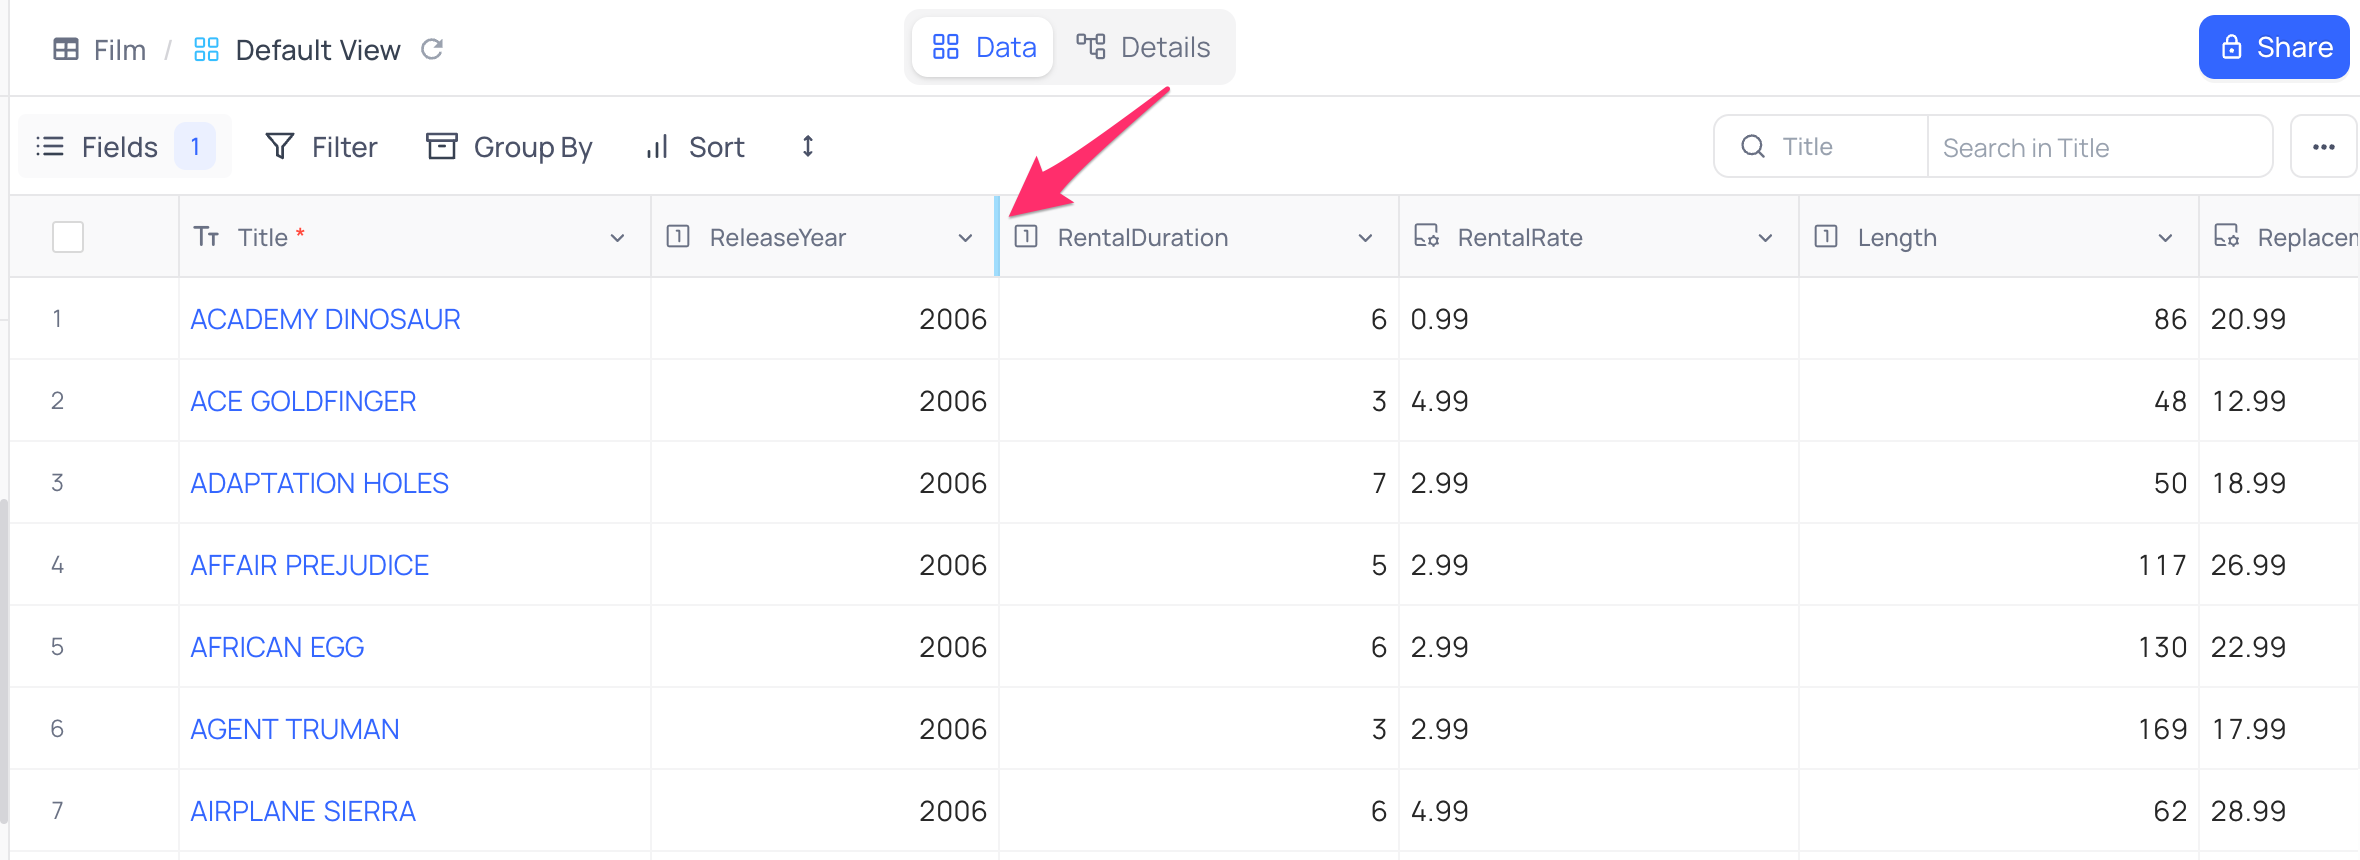 Film / Default View Data Details Share
Fields 1 Filter Group By Sort Title Search in Title
Title * ReleaseYear RentalDuration RentalRate Length Replacem
1 ACADEMY DINOSAUR 2006 6 0.99 86 20.99
2 ACE GOLDFINGER 2006 3 4.99 48 12.99
3 ADAPTATION HOLES 2006 7 2.99 50 18.99
4 AFFAIR PREJUDICE 2006 5 2.99 117 26.99
5 AFRICAN EGG 2006 6 2.99 130 22.99
6 AGENT TRUMAN 2006 3 2.99 169 17.99
7 AIRPLANE SIERRA 2006 6 4.99 62 28.99